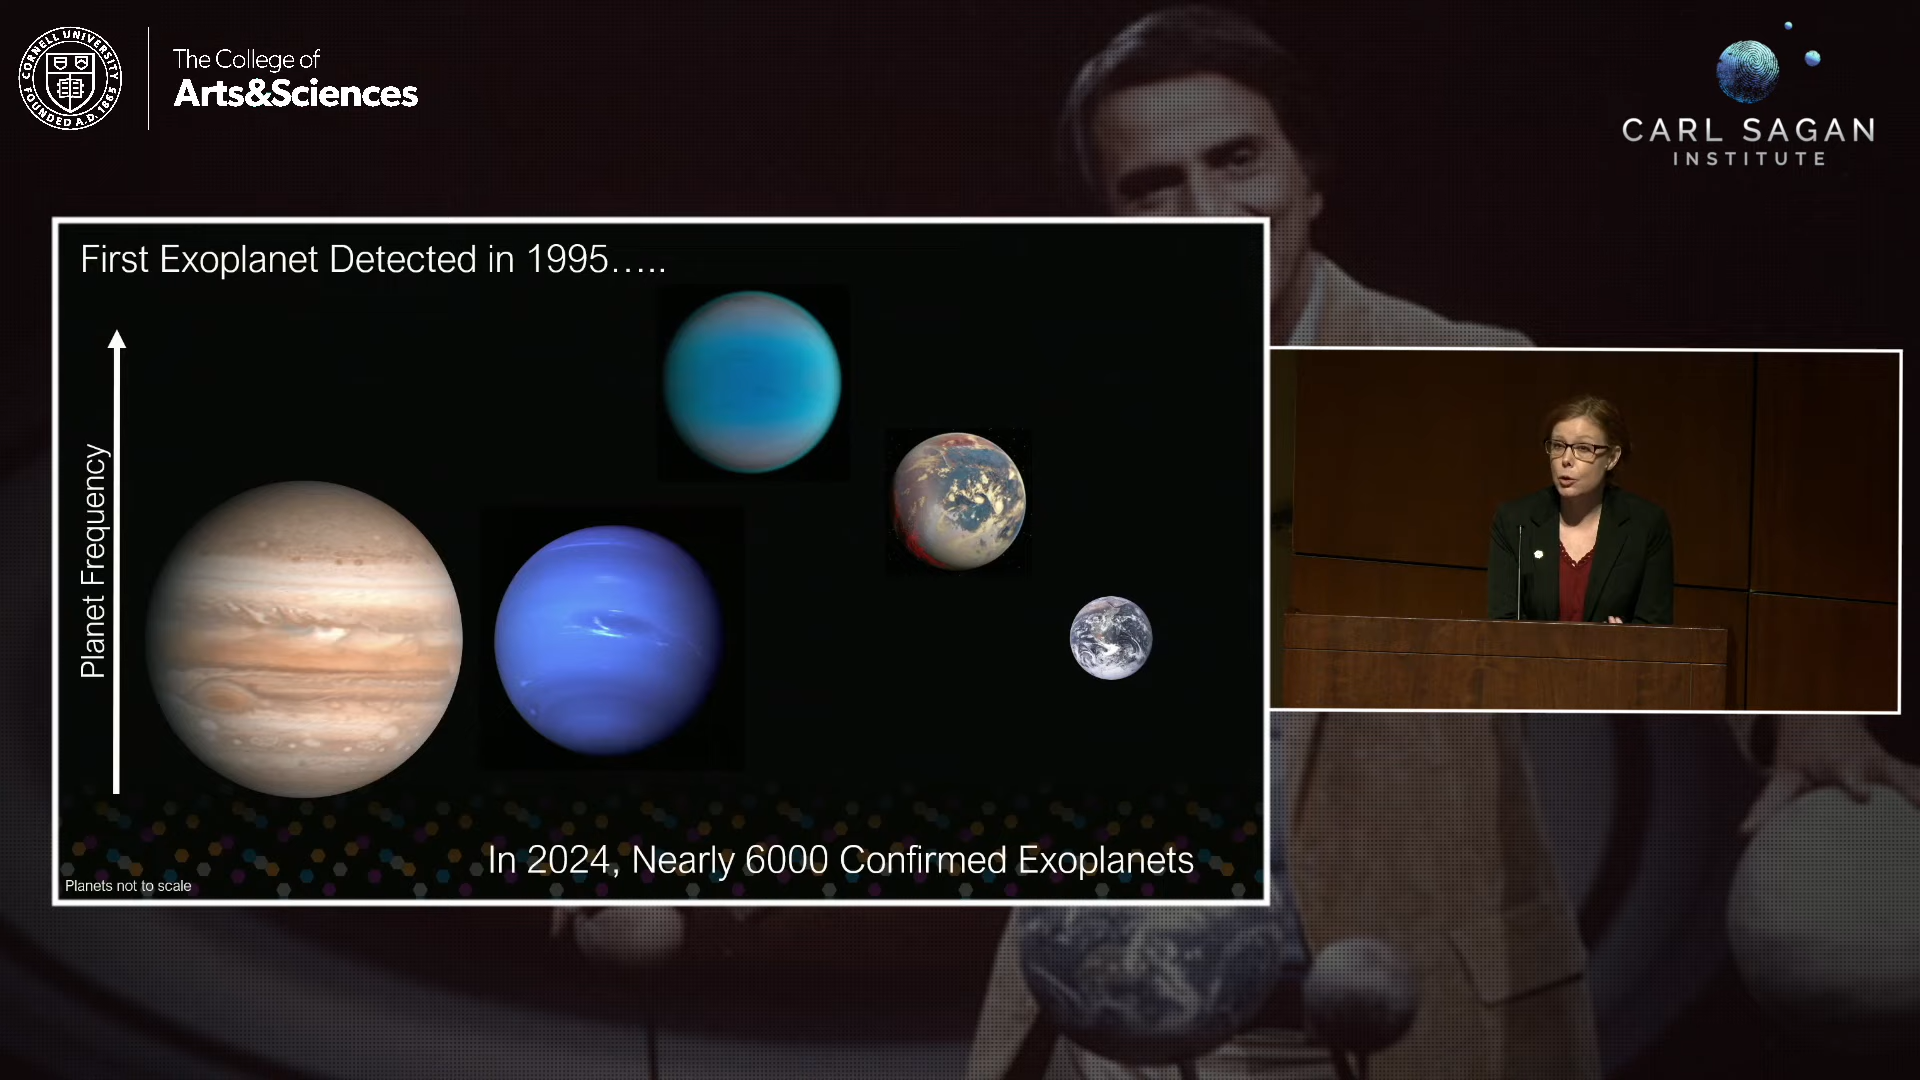 CORNELL UNIVERSITY
FOUNDED A.D. 1865
The College of
Arts&Sciences
CARL SAGAN
INSTITUTE
First Exoplanet Detected in 1995…..
Planet Frequency
In 2024, Nearly 6000 Confirmed Exoplanets
Planets not to scale